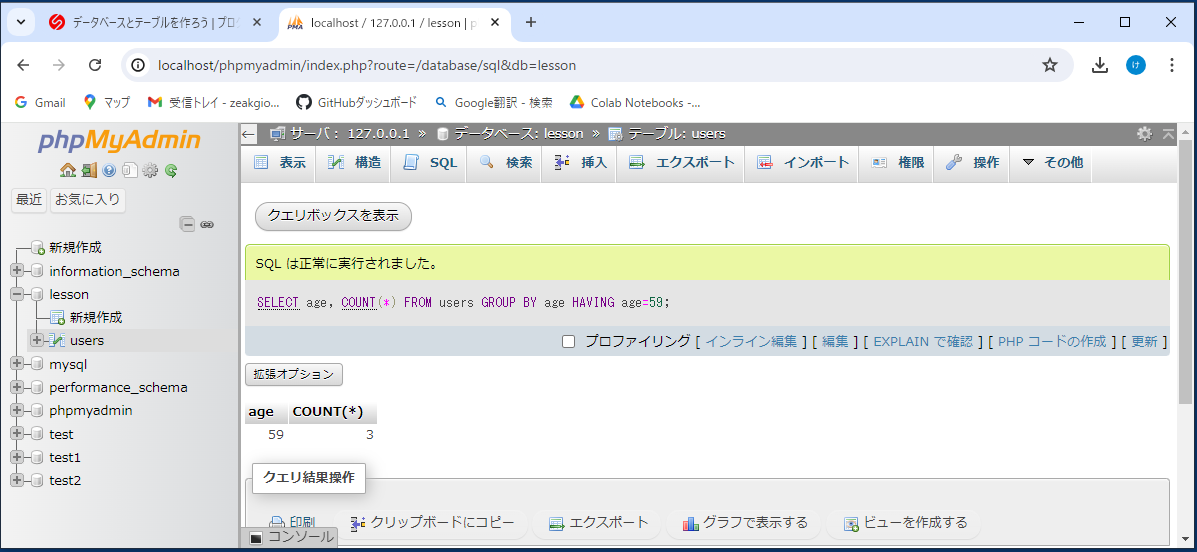 データベースとテーブルを作ろう | プロク
localhost / 127.0.0.1 / lesson | p
localhost/phpmyadmin/index.php?route=/database/sql&db=lesson
け
Gmail マップ 受信トレイ - zeakgio... GitHubダッシュボード Google翻訳 - 検索 Colab Notebooks -...
phpMyAdmin
最近 お気に入り
新規作成
information_schema
lesson
新規作成
users
mysql
performance_schema
phpmyadmin
test
test1
test2
サーバ： 127.0.0.1 » データベース: lesson » テーブル: users
表示 構造 SQL 検索 挿入 エクスポート インポート 権限 操作 その他
クエリボックスを表示
SQL は正常に実行されました。
SELECT age, COUNT(*) FROM users GROUP BY age HAVING age=59;
プロファイリング [ インライン編集 ] [ 編集 ] [ EXPLAIN で確認 ] [ PHP コードの作成 ] [ 更新 ]
拡張オプション
age COUNT(*)
59 3
クエリ結果操作
印刷 クリップボードにコピー エクスポート グラフで表示する ビューを作成する
コンソール